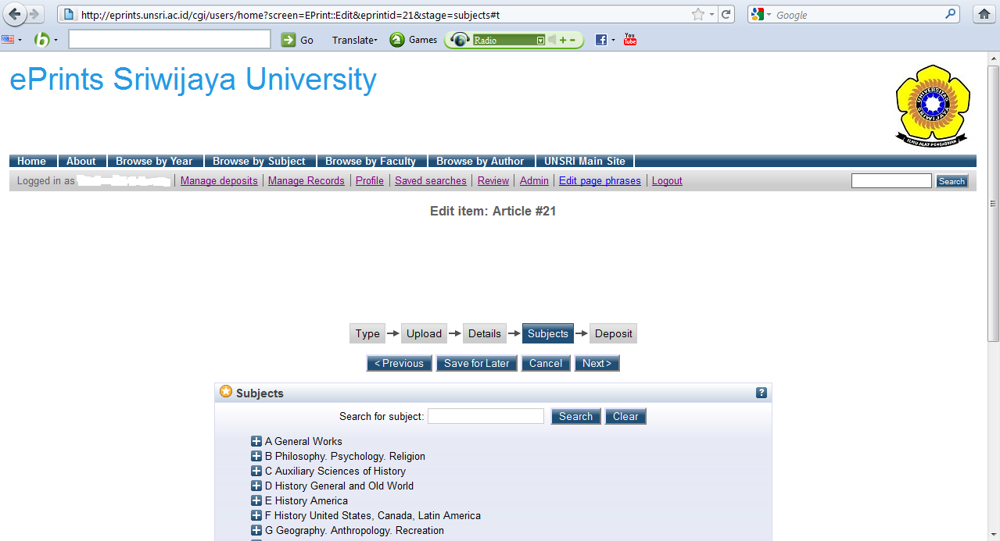 http://eprints.unsri.ac.id/cgi/users/home?screen=EPrint::Edit&eprintid=21&stage=subjects#t
Google
Go Translate Games Radio You Tube
ePrints Sriwijaya University
UNIVERSITAS SRIWIJAYA
ILMU ALAT PENGABDIAN
Home About Browse by Year Browse by Subject Browse by Faculty Browse by Author UNSRI Main Site
Logged in as | Manage deposits | Manage Records | Profile | Saved searches | Review | Admin | Edit page phrases | Logout Search
Edit item: Article #21
Type Upload Details Subjects Deposit
< Previous Save for Later Cancel Next >
Subjects ?
Search for subject: Search Clear
A General Works
B Philosophy. Psychology. Religion
C Auxiliary Sciences of History
D History General and Old World
E History America
F History United States, Canada, Latin America
G Geography. Anthropology. Recreation